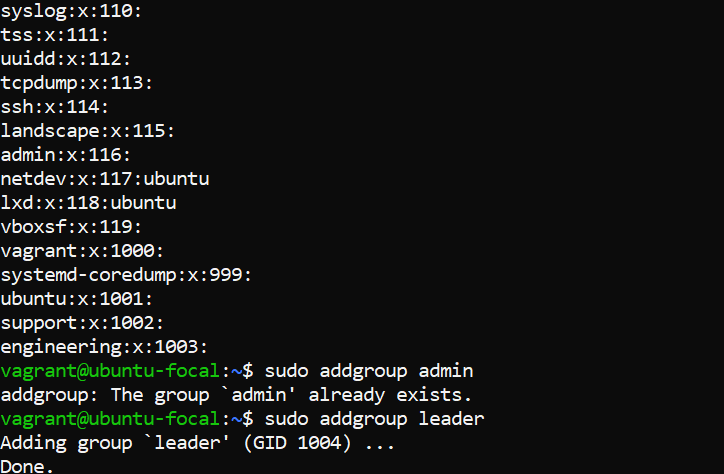 syslog:x:110:
tss:x:111:
uuidd:x:112:
tcpdump:x:113:
ssh:x:114:
landscape:x:115:
admin:x:116:
netdev:x:117:ubuntu
lxd:x:118:ubuntu
vboxsf:x:119:
vagrant:x:1000:
systemd-coredump:x:999:
ubuntu:x:1001:
support:x:1002:
engineering:x:1003:
vagrant@ubuntu-focal:~$ sudo addgroup admin
addgroup: The group `admin' already exists.
vagrant@ubuntu-focal:~$ sudo addgroup leader
Adding group `leader' (GID 1004) ...
Done.